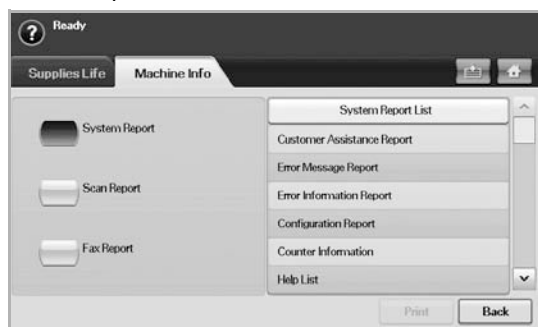 ?
Ready
Supplies Life
Machine Info
System Report
Scan Report
Fax Report
System Report List
Customer Assistance Report
Error Message Report
Error Information Report
Configuration Report
Counter Information
Help List
Print
Back